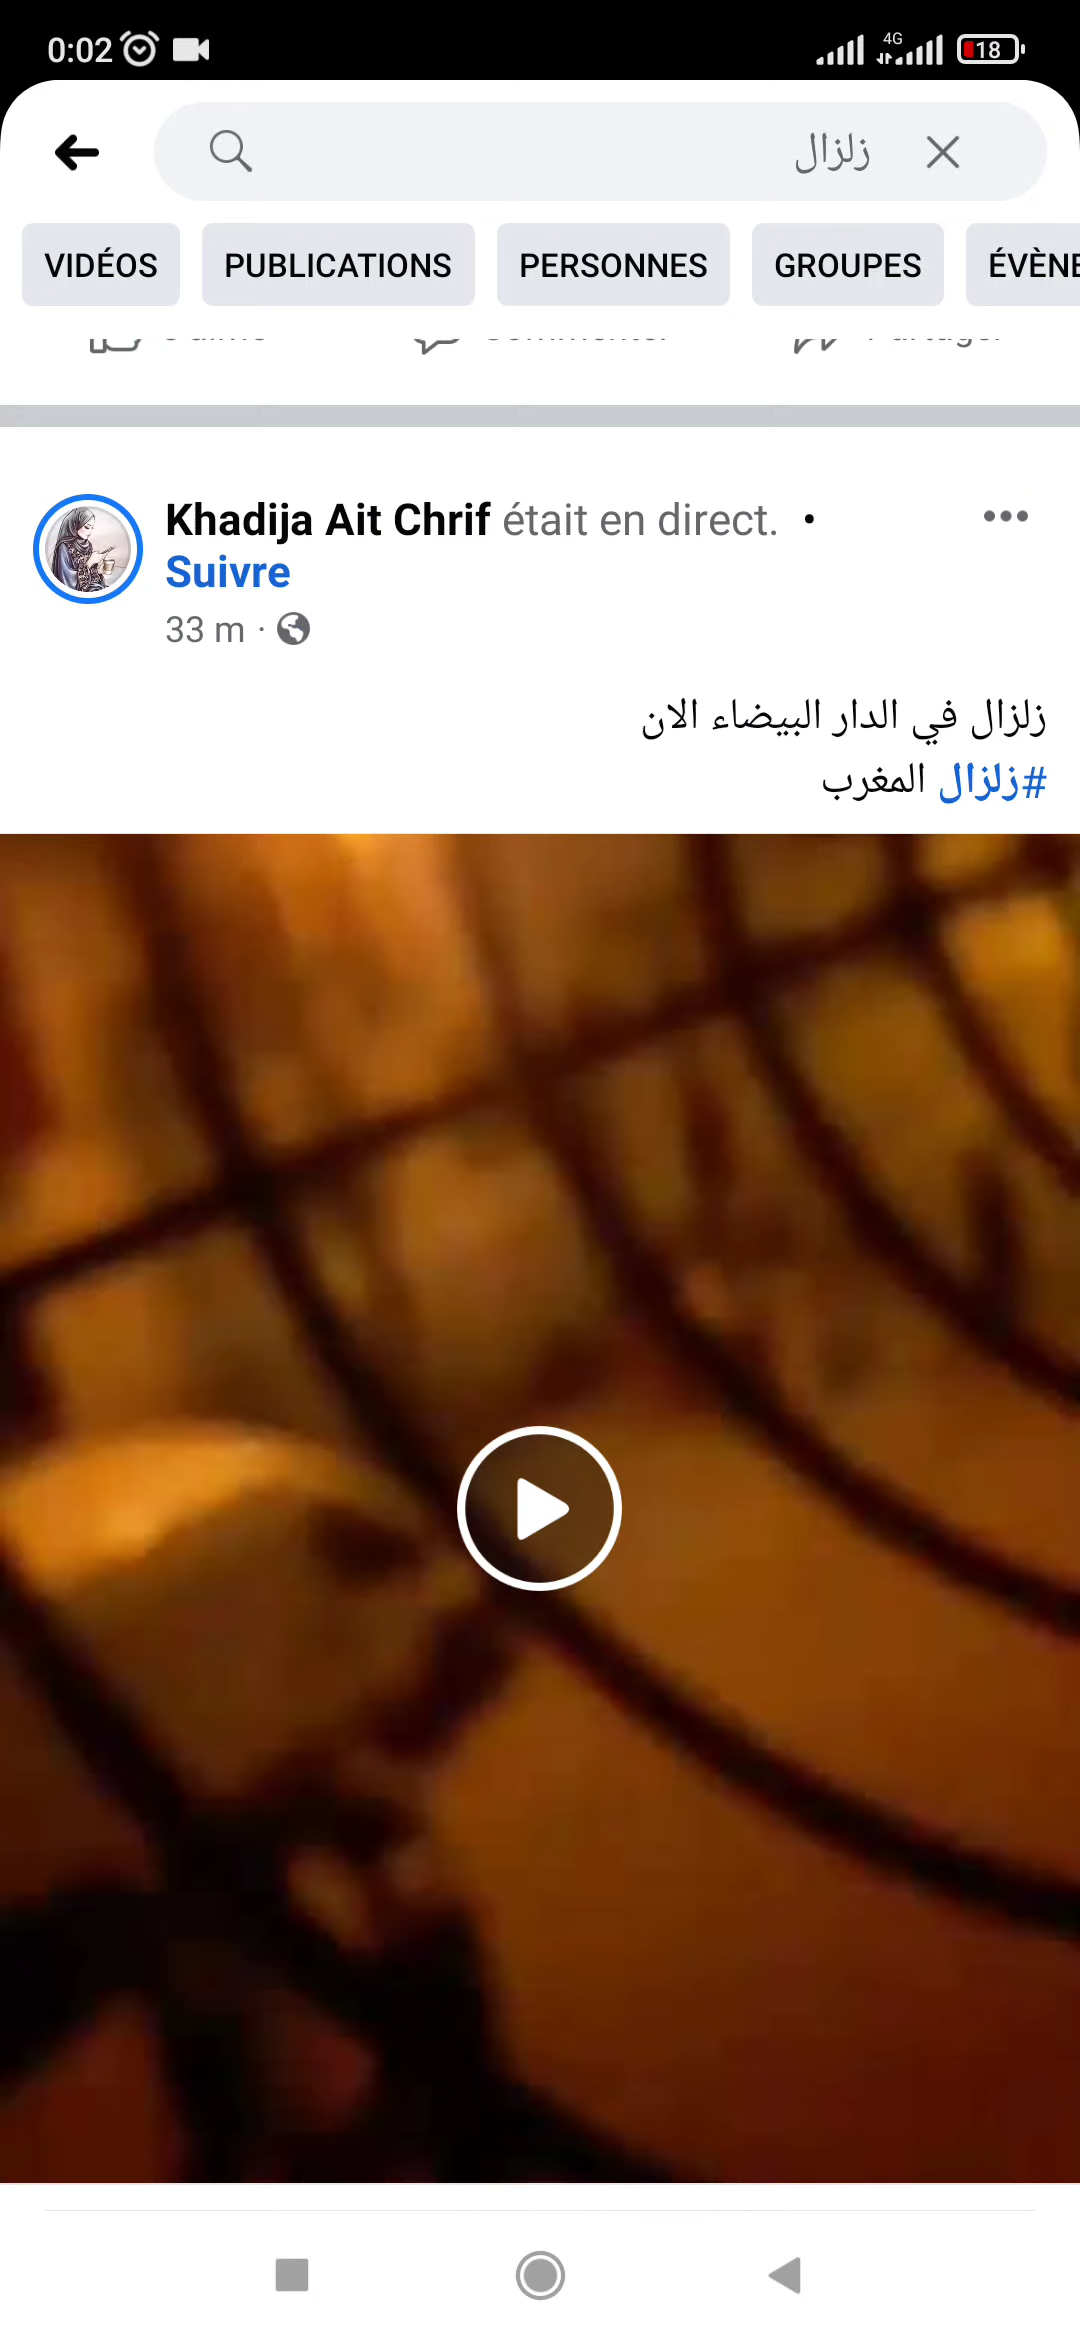 0:02
4G
18
زلزال
VIDÉOS PUBLICATIONS PERSONNES GROUPES ÉVÈNE
Khadija Ait Chrif était en direct. •
Suivre
33 m ·
زلزال في الدار البيضاء الان
#زلزال المغرب